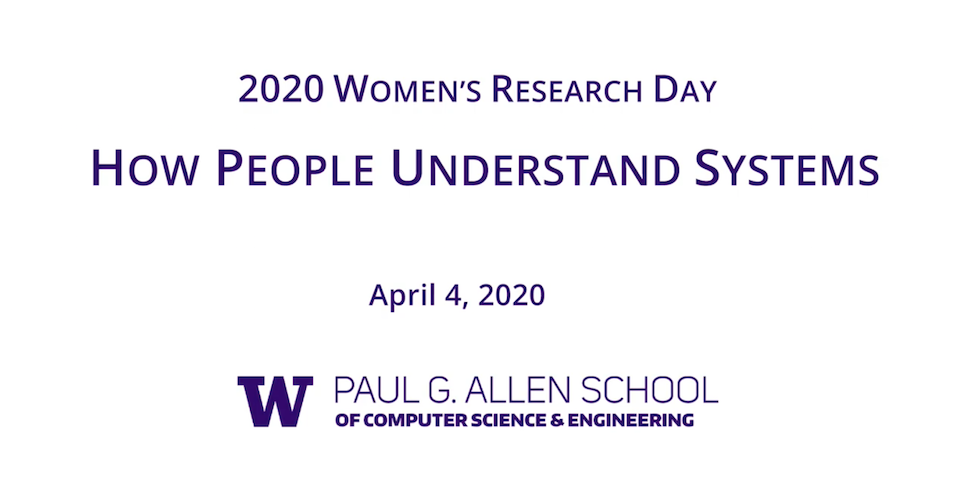 2020 Women's Research Day
How People Understand Systems
April 4, 2020
W PAUL G. ALLEN SCHOOL
OF COMPUTER SCIENCE & ENGINEERING